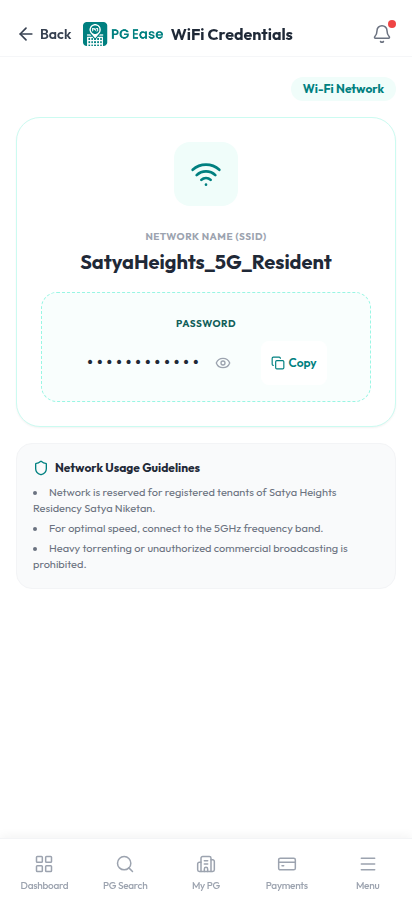 Back PG Ease WiFi Credentials
Wi-Fi Network
NETWORK NAME (SSID)
SatyaHeights_5G_Resident
PASSWORD
•••••••••••• Copy
Network Usage Guidelines
• Network is reserved for registered tenants of Satya Heights
Residency Satya Niketan.
• For optimal speed, connect to the 5GHz frequency band.
• Heavy torrenting or unauthorized commercial broadcasting is
prohibited.
Dashboard PG Search My PG Payments Menu